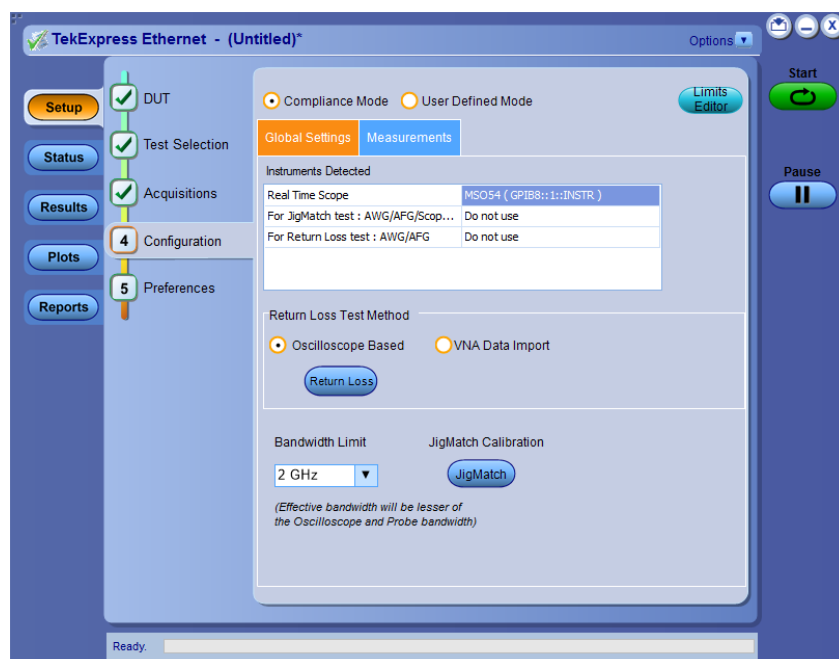 TekExpress Ethernet - (Untitled)*
Options
Start
Pause
Setup
Status
Results
Plots
Reports
DUT
Test Selection
Acquisitions
4 Configuration
5 Preferences
Compliance Mode User Defined Mode
Limits
Editor
Global Settings Measurements
Instruments Detected
Real Time Scope MSO54 ( GPIB8::1::INSTR )
For JigMatch test : AWG/AFG/Scop... Do not use
For Return Loss test : AWG/AFG Do not use
Return Loss Test Method
Oscilloscope Based VNA Data Import
Return Loss
Bandwidth Limit JigMatch Calibration
2 GHz JigMatch
(Effective bandwidth will be lesser of
the Oscilloscope and Probe bandwidth)
Ready.